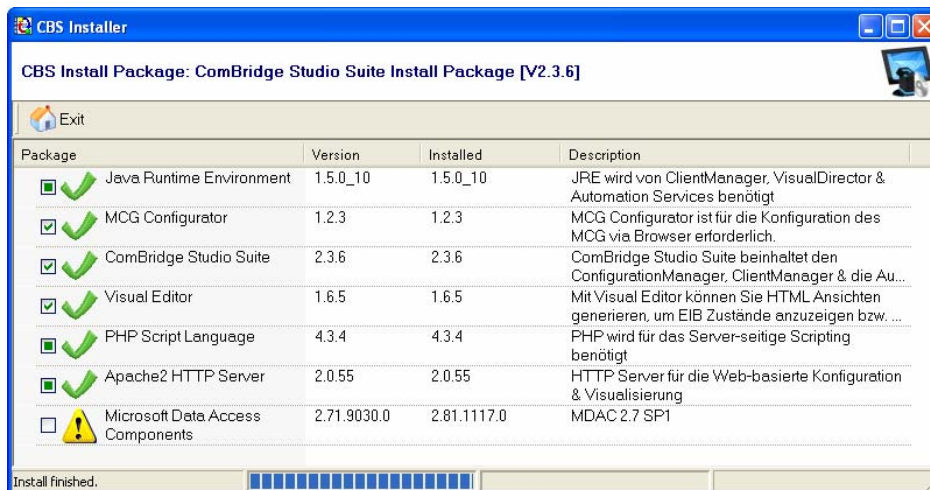 CBS Installer
CBS Install Package: ComBridge Studio Suite Install Package [V2.3.6]
Exit
Package Version Installed Description
Java Runtime Environment 1.5.0_10 1.5.0_10 JRE wird von ClientManager, VisualDirector &
Automation Services benötigt
MCG Configurator 1.2.3 1.2.3 MCG Configurator ist für die Konfiguration des
MCG via Browser erforderlich.
ComBridge Studio Suite 2.3.6 2.3.6 ComBridge Studio Suite beinhaltet den
ConfigurationManager, ClientManager & die Au...
Visual Editor 1.6.5 1.6.5 Mit Visual Editor können Sie HTML Ansichten
generieren, um EIB Zustände anzuzeigen bzw. ...
PHP Script Language 4.3.4 4.3.4 PHP wird für das Server-seitige Scripting
benötigt
Apache2 HTTP Server 2.0.55 2.0.55 HTTP Server für die Web-basierte Konfiguration
& Visualisierung
Microsoft Data Access 2.71.9030.0 2.81.1117.0 MDAC 2.7 SP1
Components
Install finished.